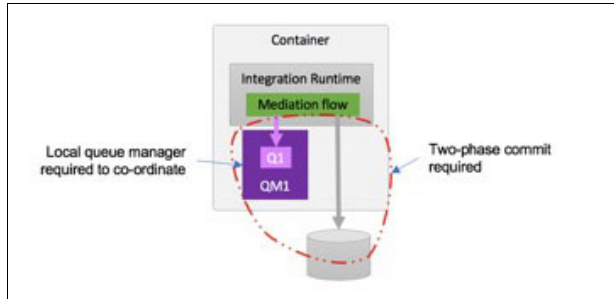 Container
Integration Runtime
Mediation flow
Local queue manager
required to co-ordinate
Q1
QM1
Two-phase commit
required